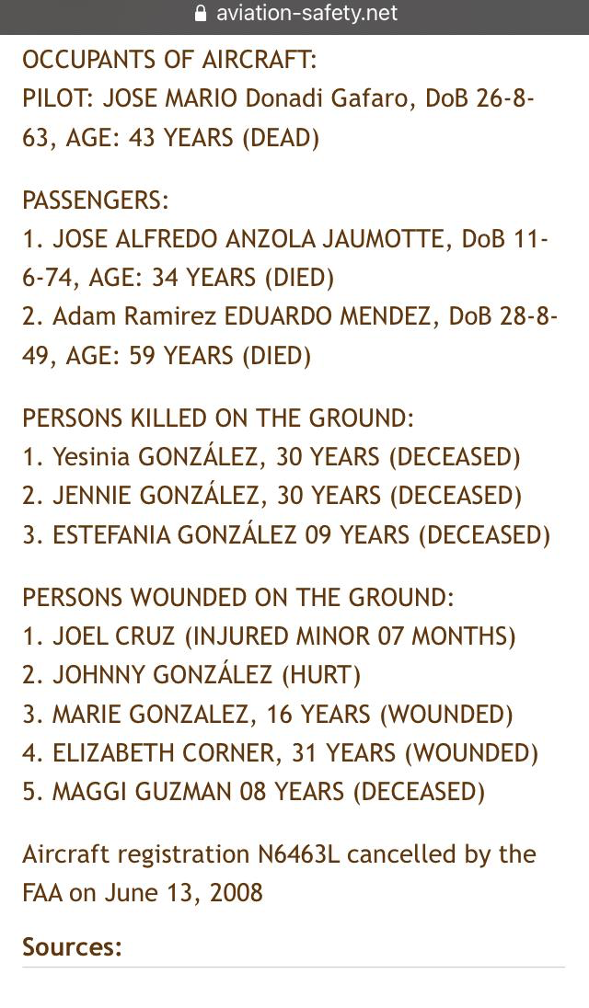 aviation-safety.net
OCCUPANTS OF AIRCRAFT:
PILOT: JOSE MARIO Donadi Gafaro, DoB 26-8-
63, AGE: 43 YEARS (DEAD)
PASSENGERS:
1. JOSE ALFREDO ANZOLA JAUMOTTE, DoB 11-
6-74, AGE: 34 YEARS (DIED)
2. Adam Ramirez EDUARDO MENDEZ, DoB 28-8-
49, AGE: 59 YEARS (DIED)
PERSONS KILLED ON THE GROUND:
1. Yesinia GONZÁLEZ, 30 YEARS (DECEASED)
2. JENNIE GONZÁLEZ, 30 YEARS (DECEASED)
3. ESTEFANIA GONZÁLEZ 09 YEARS (DECEASED)
PERSONS WOUNDED ON THE GROUND:
1. JOEL CRUZ (INJURED MINOR 07 MONTHS)
2. JOHNNY GONZÁLEZ (HURT)
3. MARIE GONZALEZ, 16 YEARS (WOUNDED)
4. ELIZABETH CORNER, 31 YEARS (WOUNDED)
5. MAGGI GUZMAN 08 YEARS (DECEASED)
Aircraft registration N6463L cancelled by the
FAA on June 13, 2008
Sources: